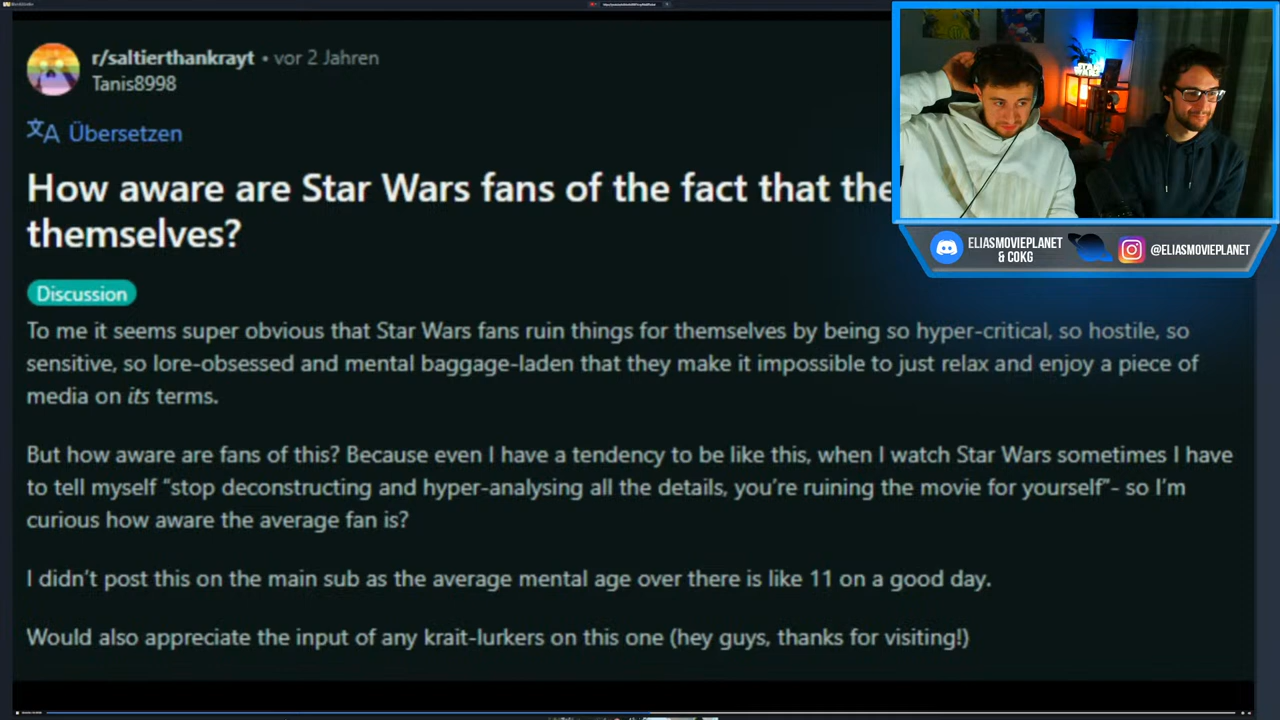 r/saltierthankrayt • vor 2 Jahren
Tanis8998
Übersetzen
How aware are Star Wars fans of the fact that the
themselves?
Discussion
To me it seems super obvious that Star Wars fans ruin things for themselves by being so hyper-critical, so hostile, so
sensitive, so lore-obsessed and mental baggage-laden that they make it impossible to just relax and enjoy a piece of
media on its terms.
But how aware are fans of this? Because even I have a tendency to be like this, when I watch Star Wars sometimes I have
to tell myself “stop deconstructing and hyper-analysing all the details, you’re ruining the movie for yourself”- so I’m
curious how aware the average fan is?
I didn’t post this on the main sub as the average mental age over there is like 11 on a good day.
Would also appreciate the input of any krait-lurkers on this one (hey guys, thanks for visiting!)
STAR
WARS
ELIASMOVIEPLANET
& COKG
@ELIASMOVIEPLANET